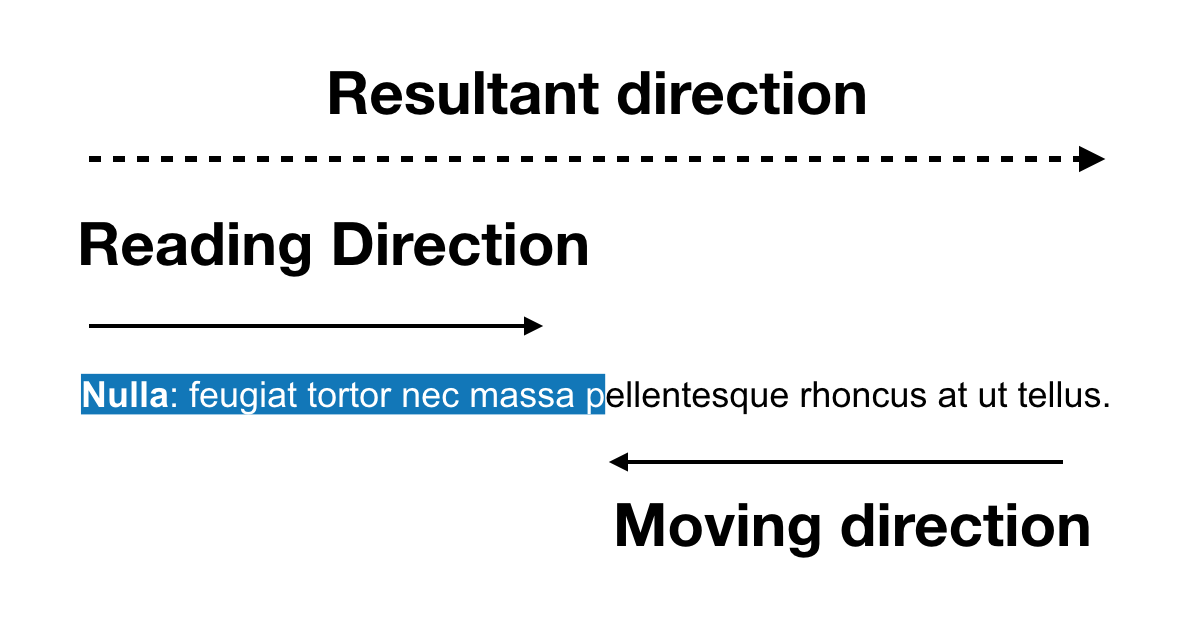 Resultant direction
Reading Direction
Nulla: feugiat tortor nec massa pellentesque rhoncus at ut tellus.
Moving direction